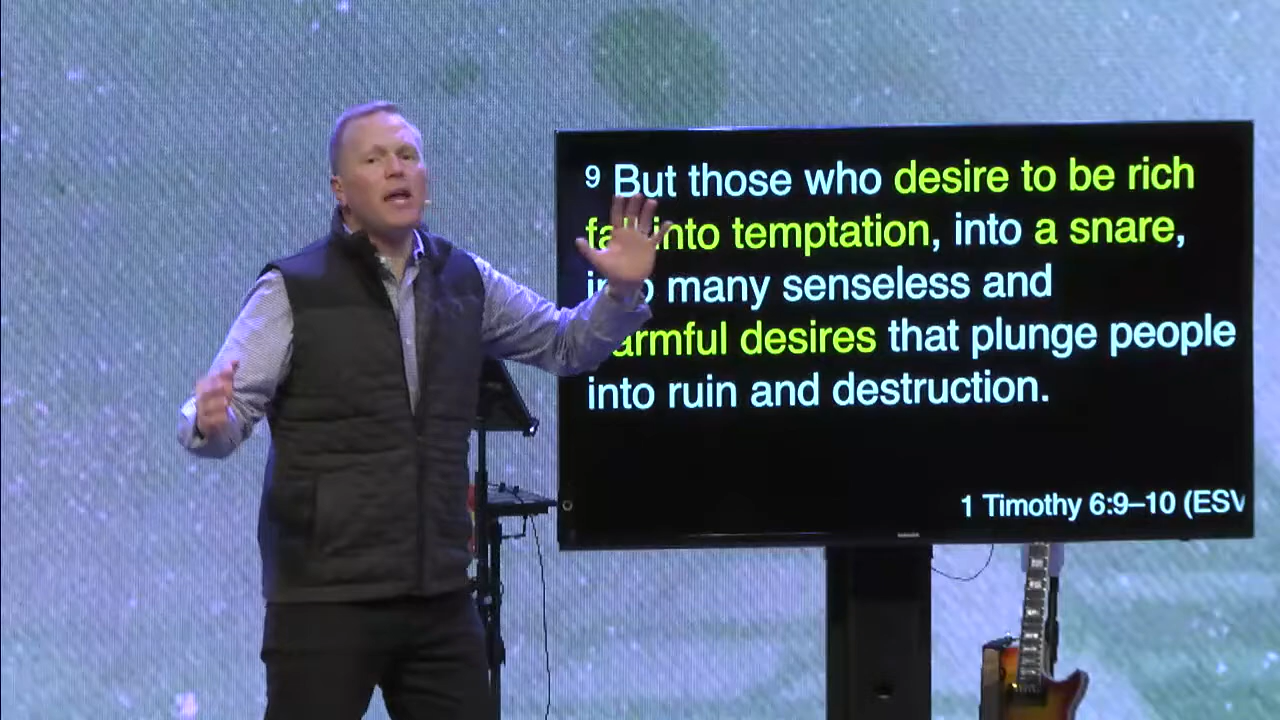 9 But those who desire to be rich
into temptation, into a snare,
many senseless and
harmful desires that plunge people
into ruin and destruction.
1 Timothy 6:9–10 (ESV